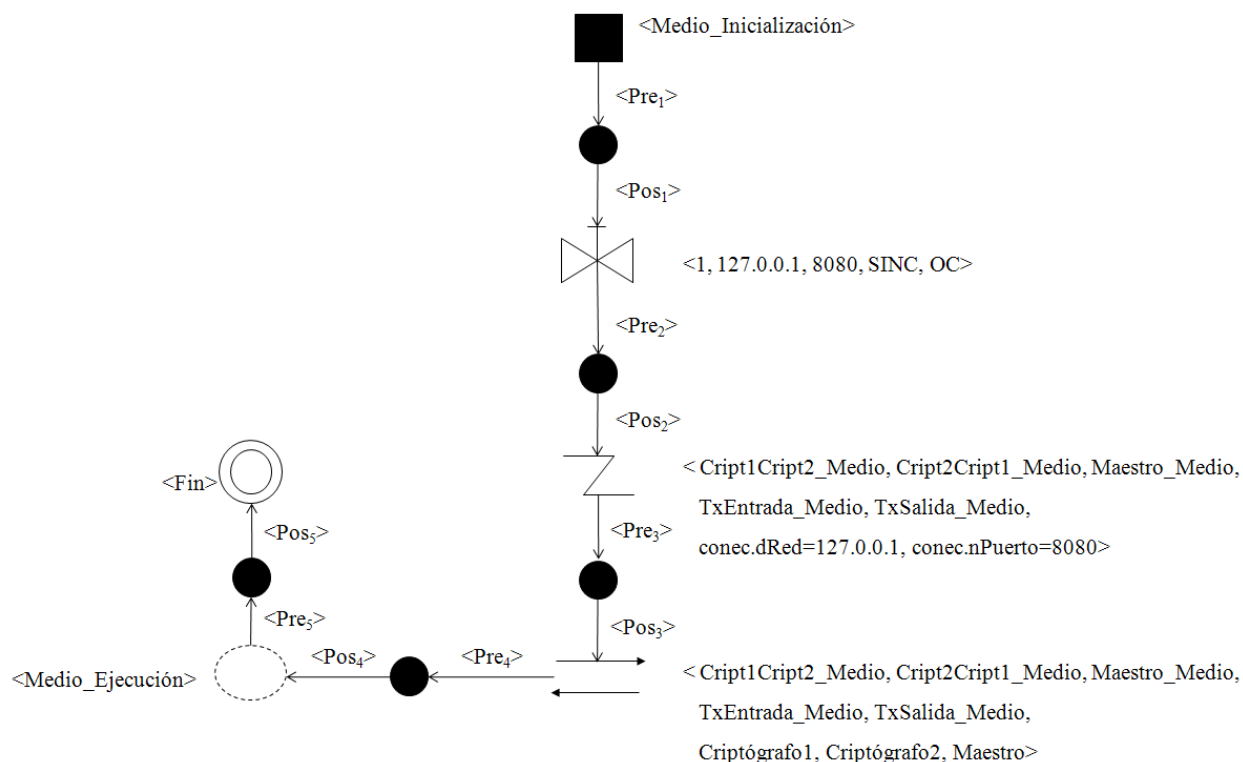 <Medio_Inicialización>
<Pre1>
<Pos1>
<1, 127.0.0.1, 8080, SINC, OC>
<Pre2>
<Pos2>
< Cript1Cript2_Medio, Cript2Cript1_Medio, Maestro_Medio,
TxEntrada_Medio, TxSalida_Medio,
conec.dRed=127.0.0.1, conec.nPuerto=8080>
<Fin>
<Pre3>
<Pos5>
<Pre5>
<Pos3>
<Pos4>
<Pre4>
<Medio_Ejecución>
< Cript1Cript2_Medio, Cript2Cript1_Medio, Maestro_Medio,
TxEntrada_Medio, TxSalida_Medio,
Criptógrafo1, Criptógrafo2, Maestro>